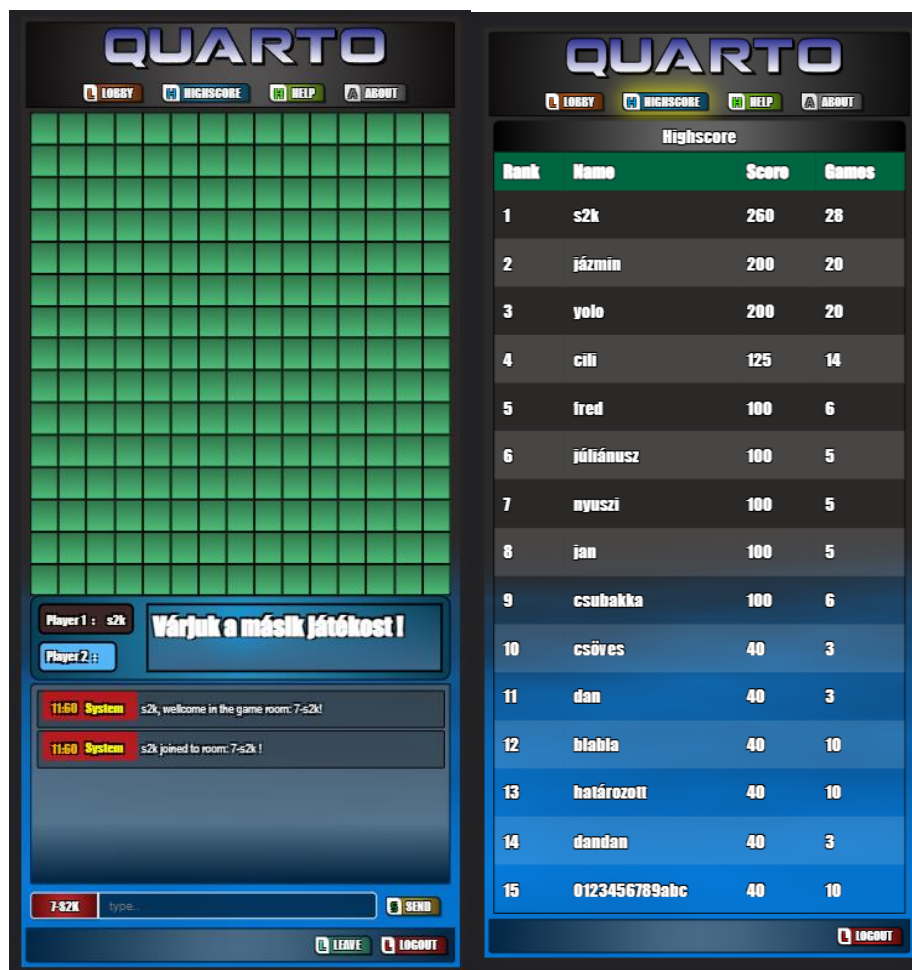 QUARTO
L LOBBY H HIGHSCORE H HELP A ABOUT
Player 1 : s2k
Várjuk a másik játékost !
Player 2 ::
11:60 System s2k, wellcome in the game room: 7-s2k!
11:60 System s2k joined to room: 7-s2k !
7-S2K type.. S SEND
L LEAVE L LOGOUT
QUARTO
L LOBBY H HIGHSCORE H HELP A ABOUT
Highscore
Rank Name Score Games
1 s2k 260 28
2 jázmin 200 20
3 yolo 200 20
4 cili 125 14
5 fred 100 6
6 júliánusz 100 5
7 nyuszi 100 5
8 jan 100 5
9 csubakka 100 6
10 csöves 40 3
11 dan 40 3
12 blabla 40 10
13 határozott 40 10
14 dandan 40 3
15 0123456789abc 40 10
L LOGOUT